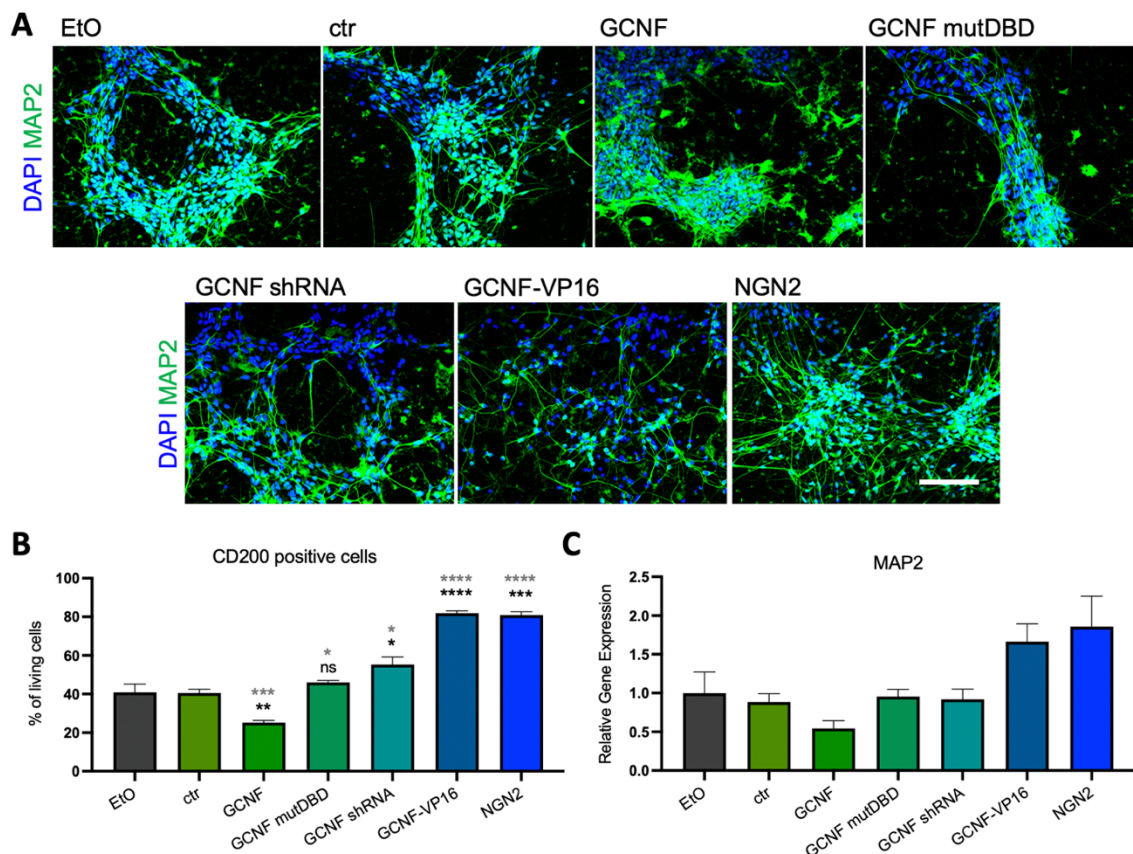 A
EtO
ctr
GCNF
GCNF mutDBD
DAPI MAP2
GCNF shRNA
GCNF-VP16
NGN2
DAPI MAP2
B
CD200 positive cells
% of living cells
100
80
60
40
20
0
***
**
*
ns
*
*
****
****
****
***
EtO
ctr
GCNF
GCNF mutDBD
GCNF shRNA
GCNF-VP16
NGN2
C
MAP2
Relative Gene Expression
2.5
2.0
1.5
1.0
0.5
0.0
EtO
ctr
GCNF
GCNF mutDBD
GCNF shRNA
GCNF-VP16
NGN2